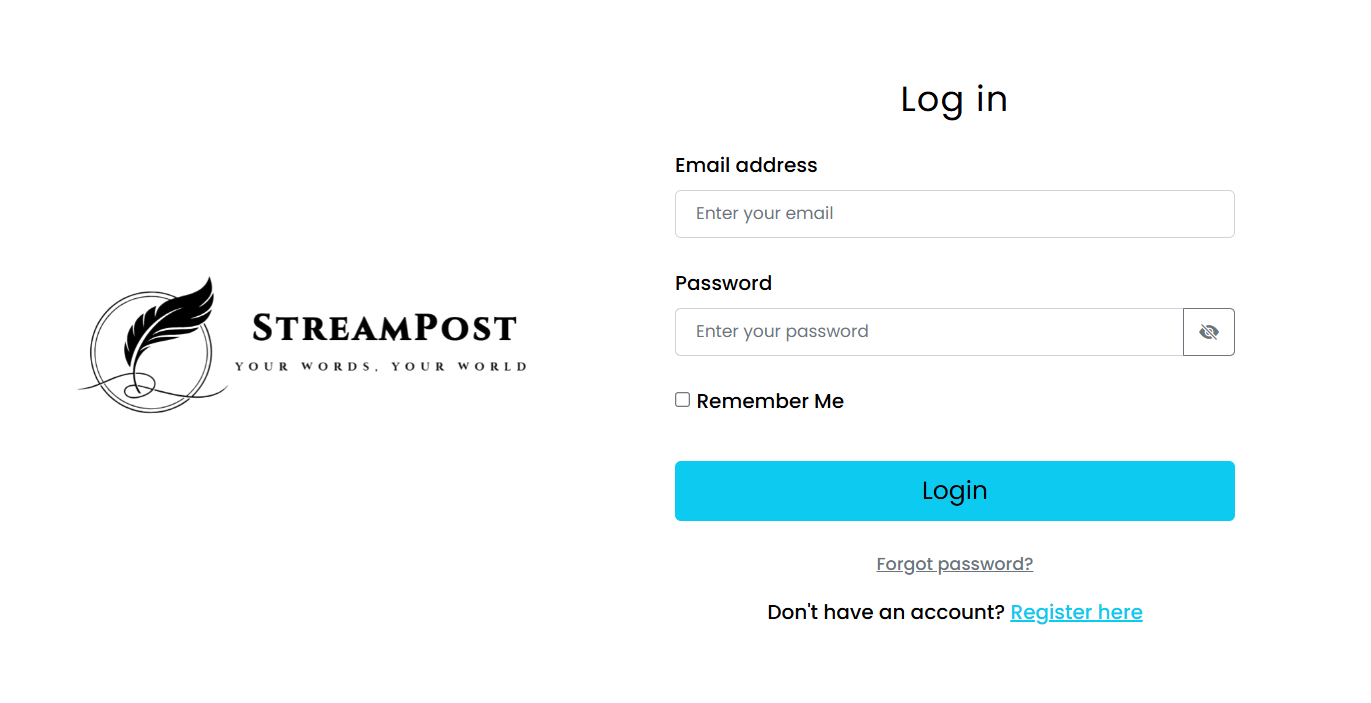 STREAMPOST
YOUR WORDS, YOUR WORLD
Log in
Email address
Enter your email
Password
Enter your password
Remember Me
Login
Forgot password?
Don't have an account? Register here